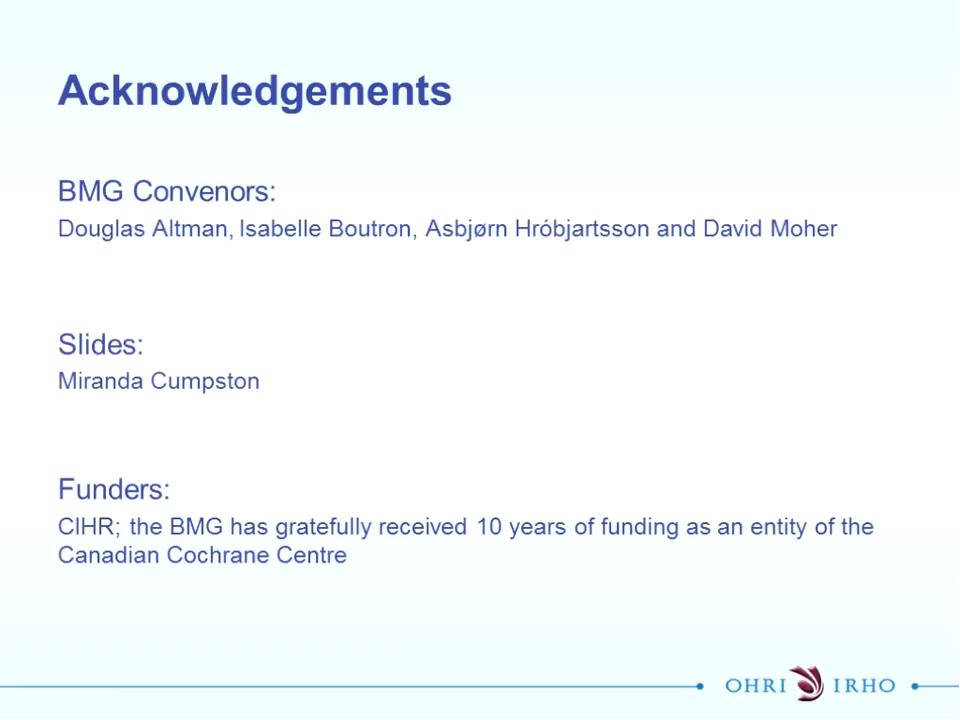 Acknowledgements
BMG Convenors:
Douglas Altman, Isabelle Boutron, Asbjørn Hróbjartsson and David Moher
Slides:
Miranda Cumpston
Funders:
CIHR; the BMG has gratefully received 10 years of funding as an entity of the
Canadian Cochrane Centre
OHRI IRHO